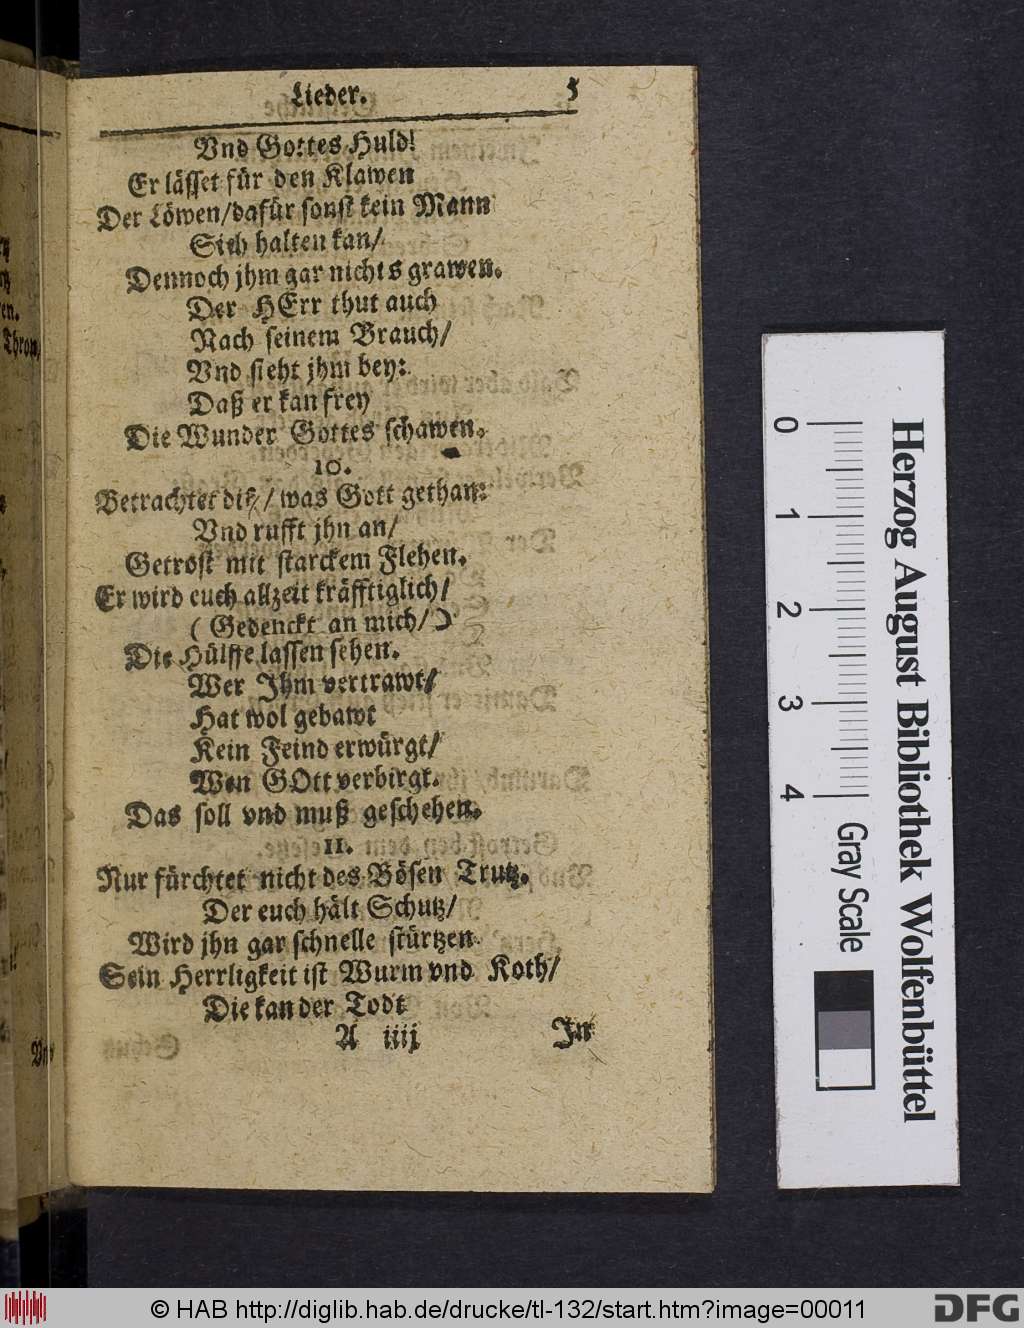 Lieder. 5
Vnd Gottes Huld!
Er lässet für den Klawen
Der Löwen/dafür sonst kein Mann
Sich halten kan/
Dennoch jhm gar nichts grawen.
Der HErr thut auch
Nach seinem Brauch/
Vnd sieht jhm bey:
Daß er kan frey
Die Wunder Gottes schawen.
10.
Betrachtet diß/ was Gott gethan:
Vnd rufft jhn an/
Getrost mit starckem Flehen.
Er wird euch allzeit kräfftiglich/
(Gedenckt an mich/)
Die Hülffe lassen sehen.
Wer Ihm vertrawt/
Hat wol gebawt
Kein Feind erwürgt/
Wen GOtt verbirgt.
Das soll vnd muß geschehen.
11.
Nur fürchtet nicht des Bösen Trutz.
Der euch hält Schutz/
Wird jhn gar schnelle stürtzen
Sein Herrligkeit ist Wurm vnd Koth/
Die kan der Todt
A iiij In
en.
Thron,
Vnd
0 1 2 3 4
Gray Scale
Herzog August Bibliothek Wolfenbüttel
© HAB http://diglib.hab.de/drucke/tl-132/start.htm?image=00011
DFG